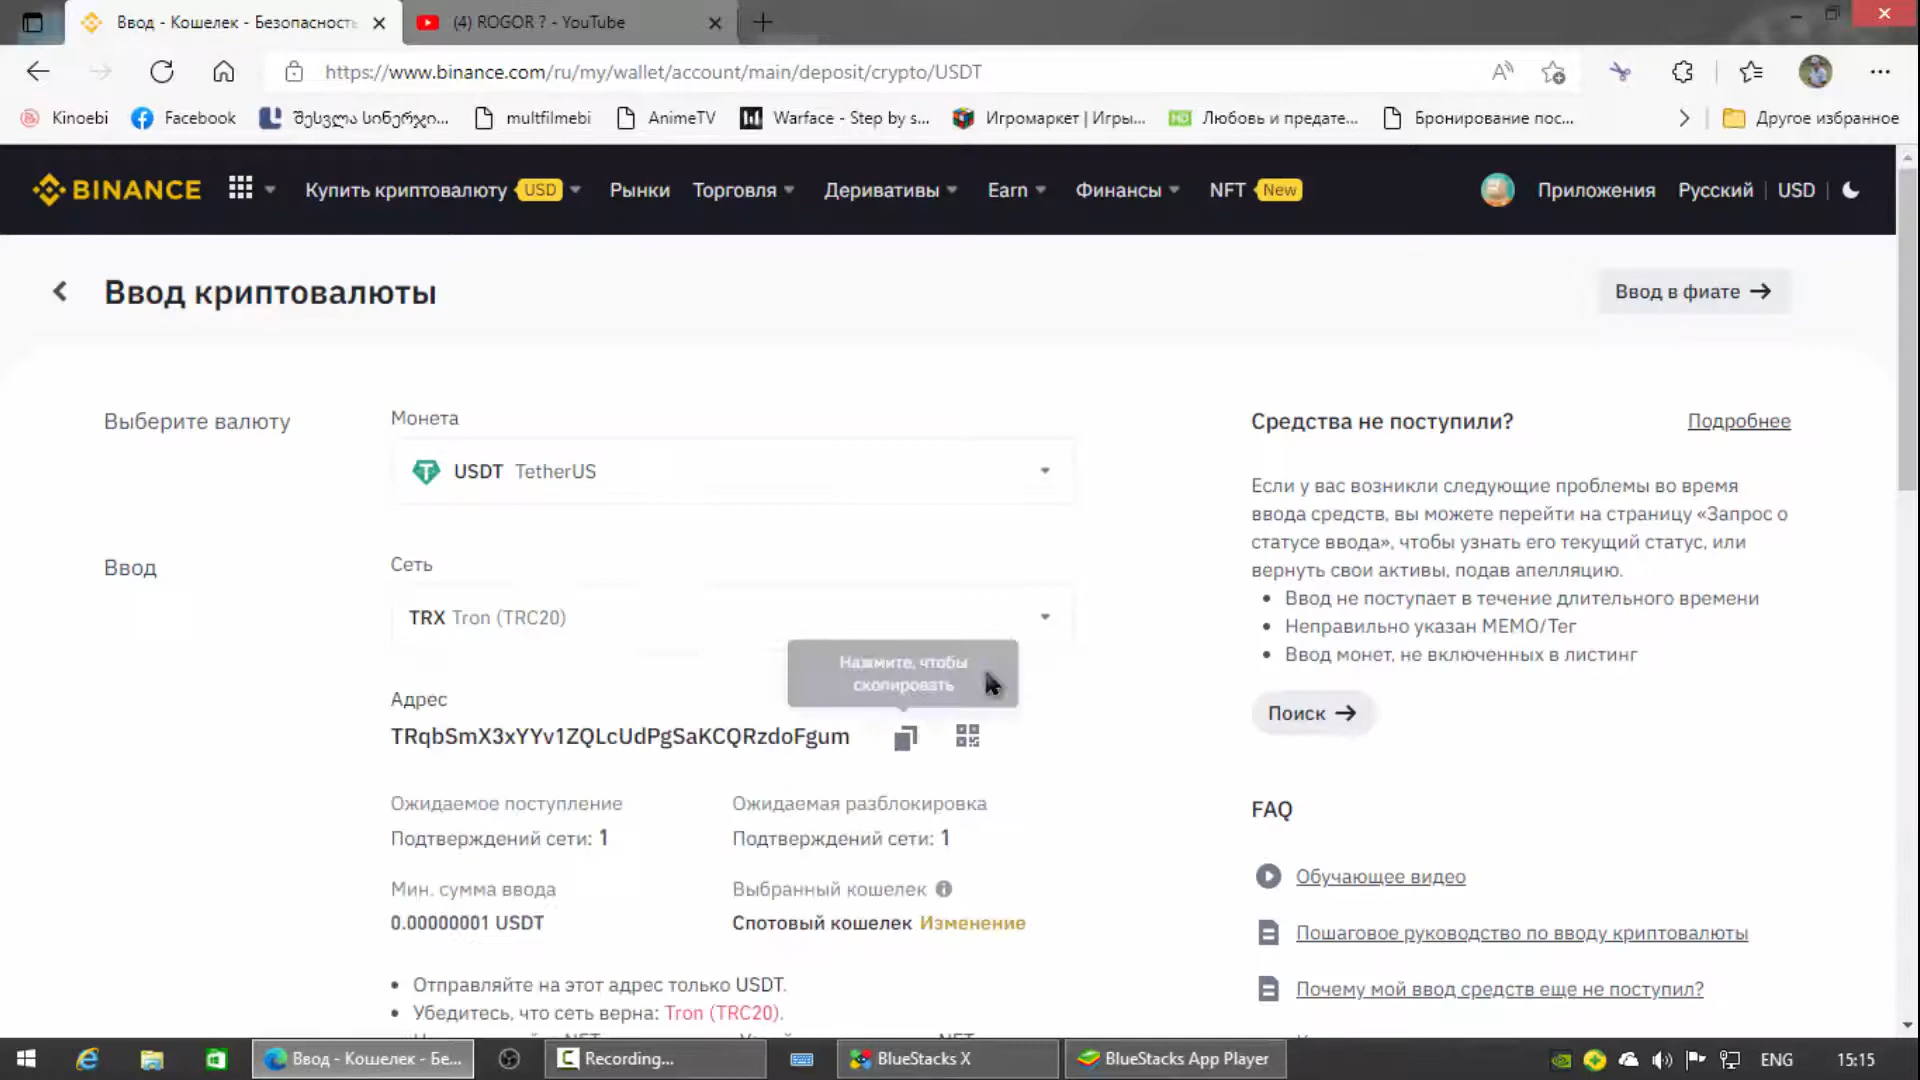 Ввод - Кошелек - Безопасность
(4) ROGOR ? - YouTube
https://www.binance.com/ru/my/wallet/account/main/deposit/crypto/USDT
Kinoebi
Facebook
შესვლა სინერჯი...
multfilmebi
AnimeTV
Warface - Step by s...
Игромаркет | Игры...
Любовь и предате...
Бронирование пос...
Другое избранное
BINANCE
Купить криптовалюту USD
Рынки
Торговля
Деривативы
Earn
Финансы
NFT New
Приложения
Русский
USD
Ввод криптовалюты
Ввод в фиате
Выберите валюту
Монета
USDT TetherUS
Ввод
Сеть
TRX Tron (TRC20)
Нажмите, чтобы
скопировать
Адрес
TRqbSmX3xYYv1ZQLcUdPgSaKCQRzdoFgum
Ожидаемое поступление
Подтверждений сети: 1
Ожидаемая разблокировка
Подтверждений сети: 1
Мин. сумма ввода
0.00000001 USDT
Выбранный кошелек
Спотовый кошелек Изменение
Отправляйте на этот адрес только USDT.
Убедитесь, что сеть верна: Tron (TRC20).
Средства не поступили?
Подробнее
Если у вас возникли следующие проблемы во время
ввода средств, вы можете перейти на страницу «Запрос о
статусе ввода», чтобы узнать его текущий статус, или
вернуть свои активы, подав апелляцию.
Ввод не поступает в течение длительного времени
Неправильно указан МЕМО/Тег
Ввод монет, не включенных в листинг
Поиск
FAQ
Обучающее видео
Пошаговое руководство по вводу криптовалюты
Почему мой ввод средств еще не поступил?
Ввод - Кошелек - Бе...
Recording...
BlueStacks X
BlueStacks App Player
ENG
15:15